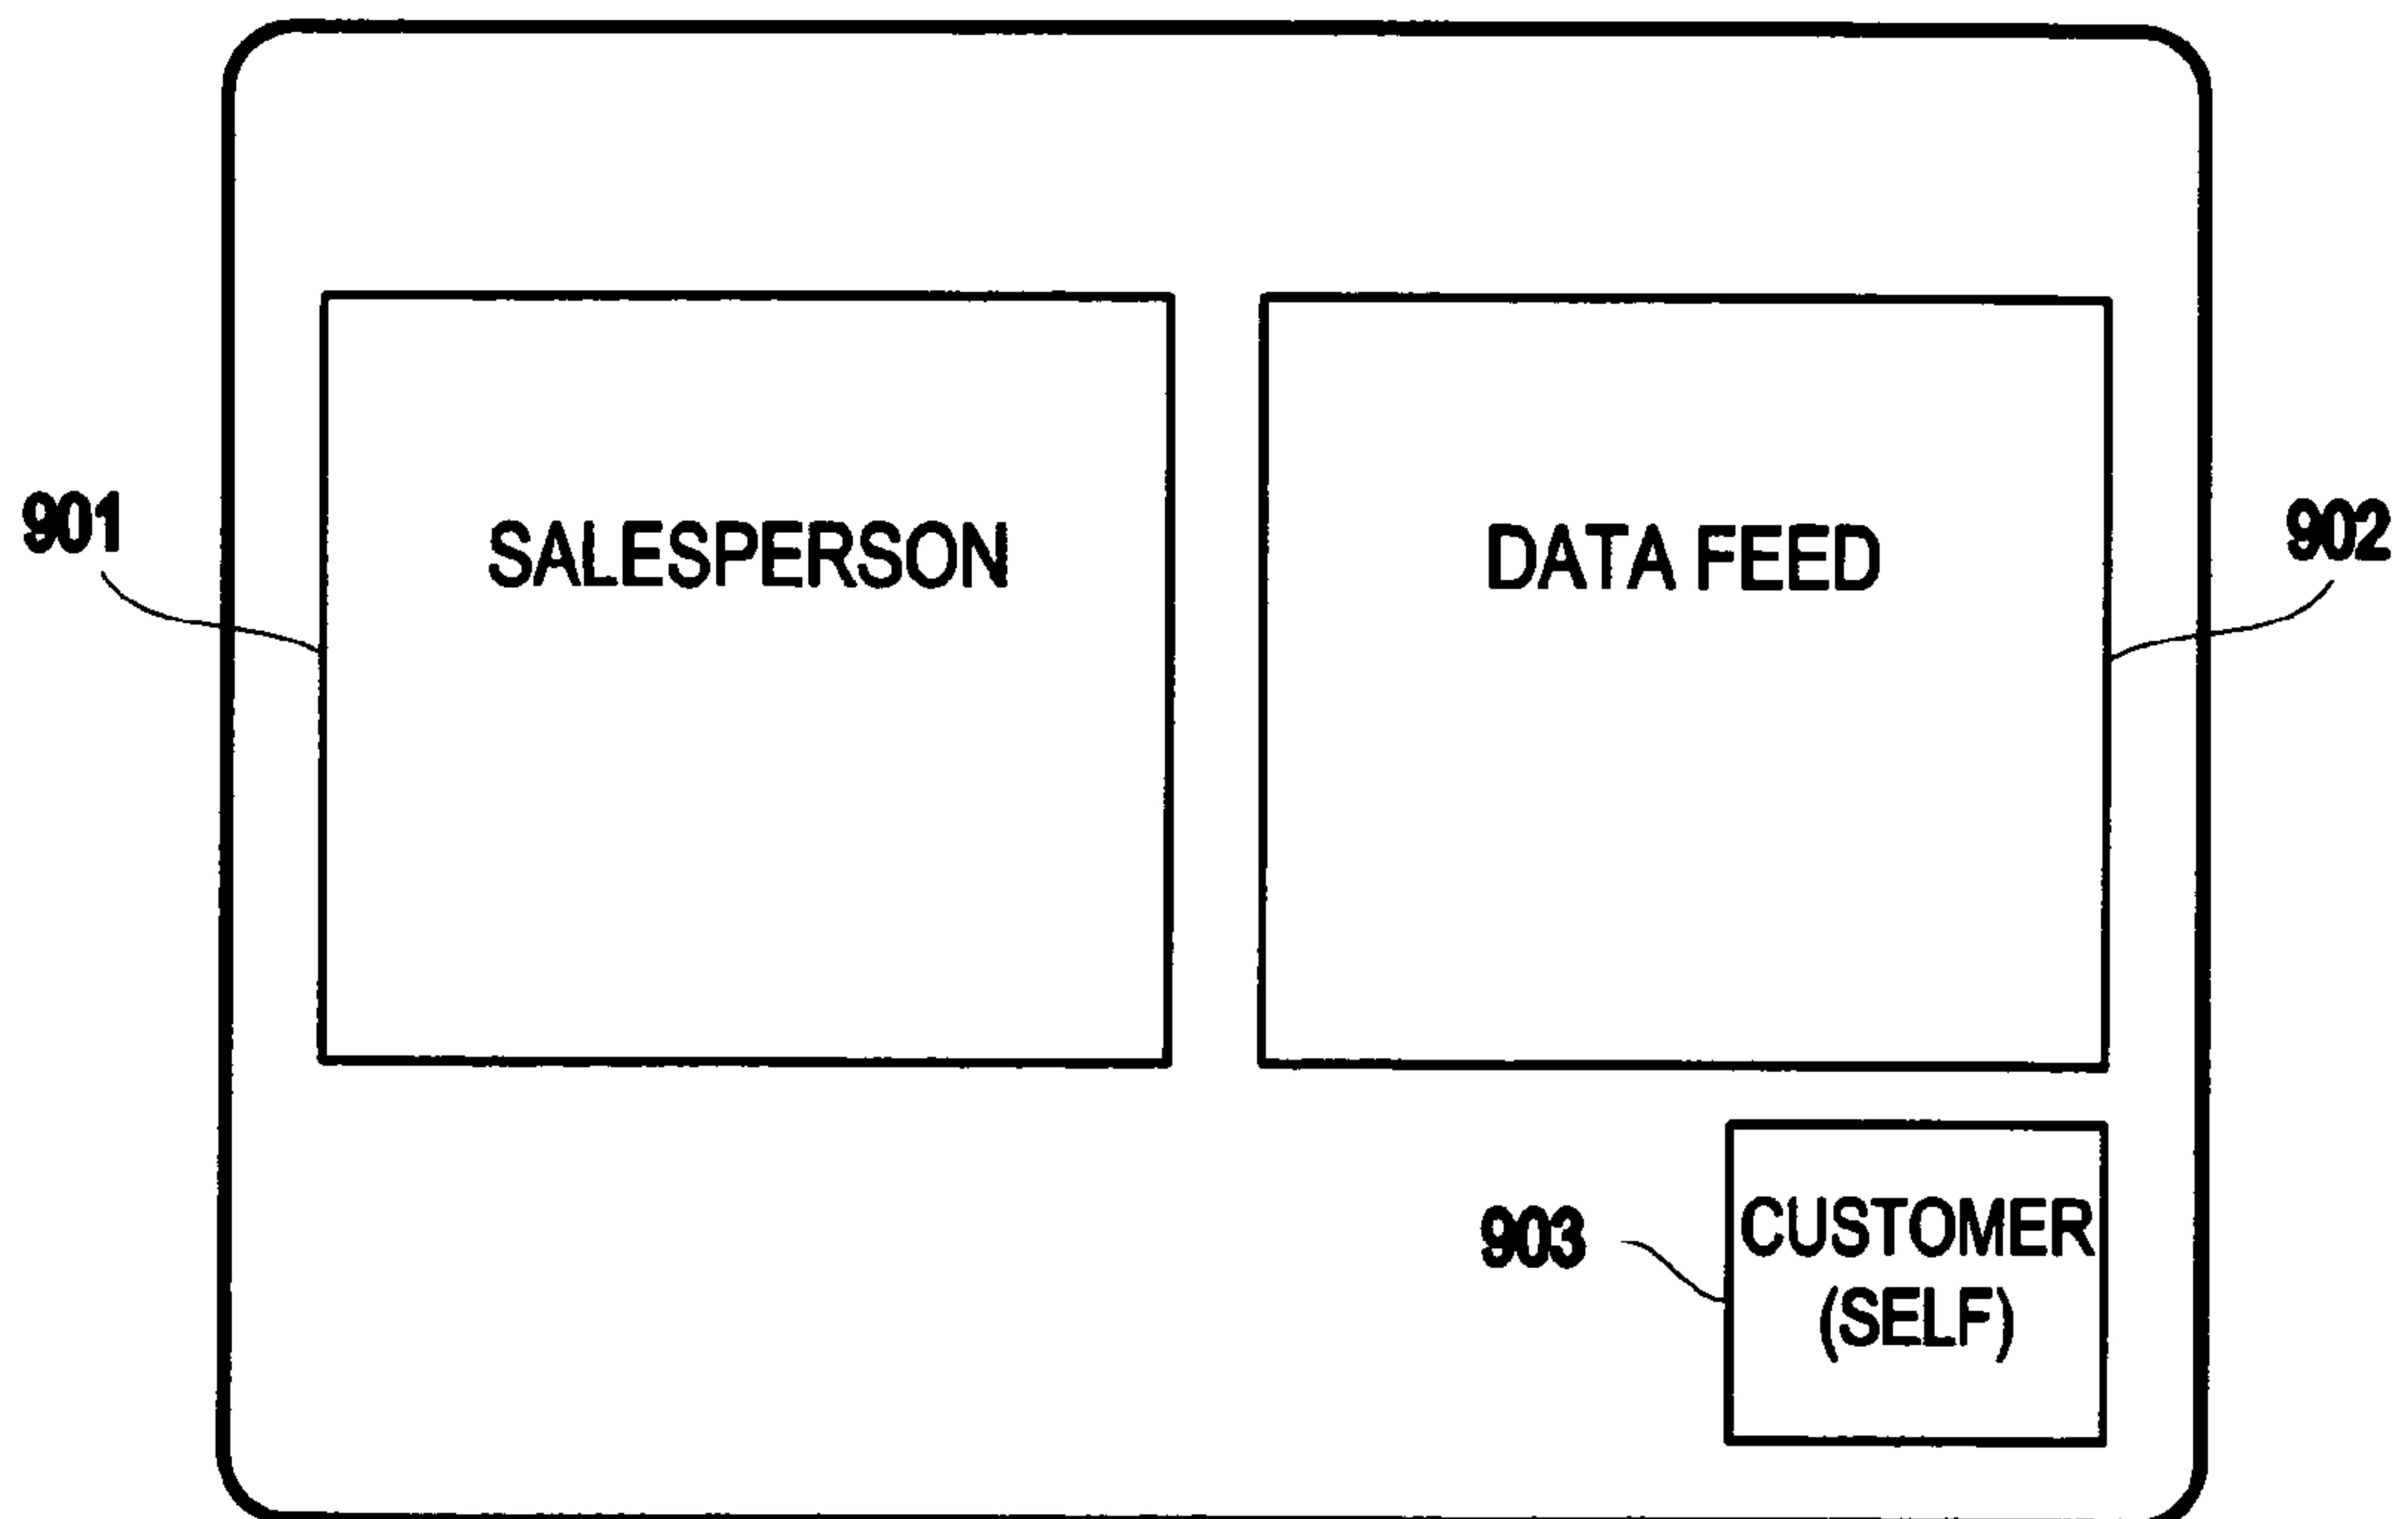 901
SALESPERSON
DATA FEED
902
903
CUSTOMER
(SELF)